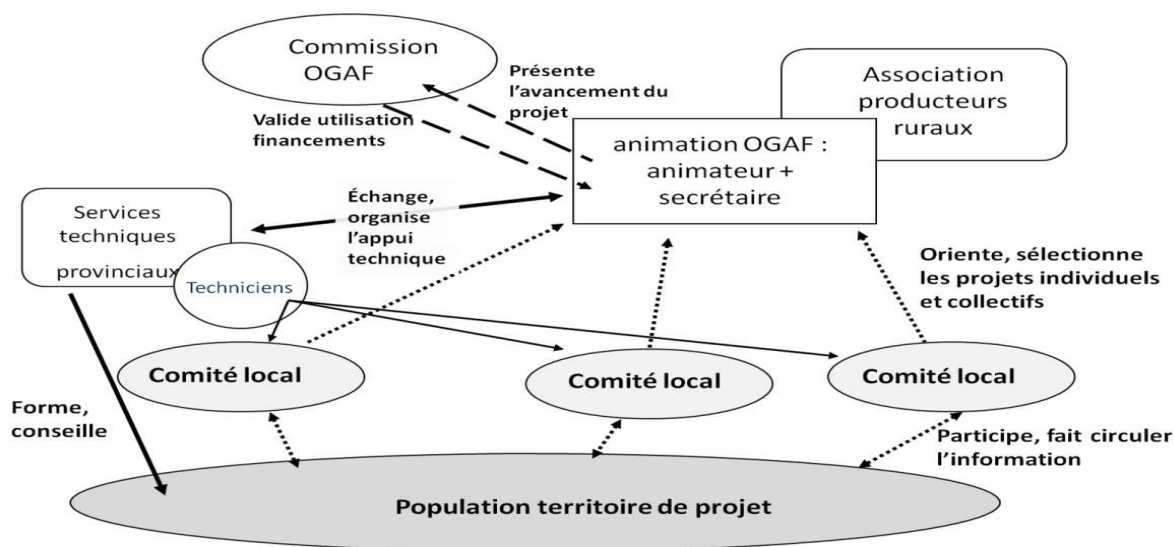 Commission
OGAF
Présente
l'avancement du
projet
Association
producteurs
ruraux
Valide utilisation
financements
animation OGAF :
animateur +
secrétaire
Échange,
organise
l'appui
technique
Services
techniques
provinciaux
Techniciens
Oriente, sélectionne
les projets individuels
et collectifs
Comité local
Comité local
Comité local
Forme,
conseille
Participe, fait circuler
l'information
Population territoire de projet